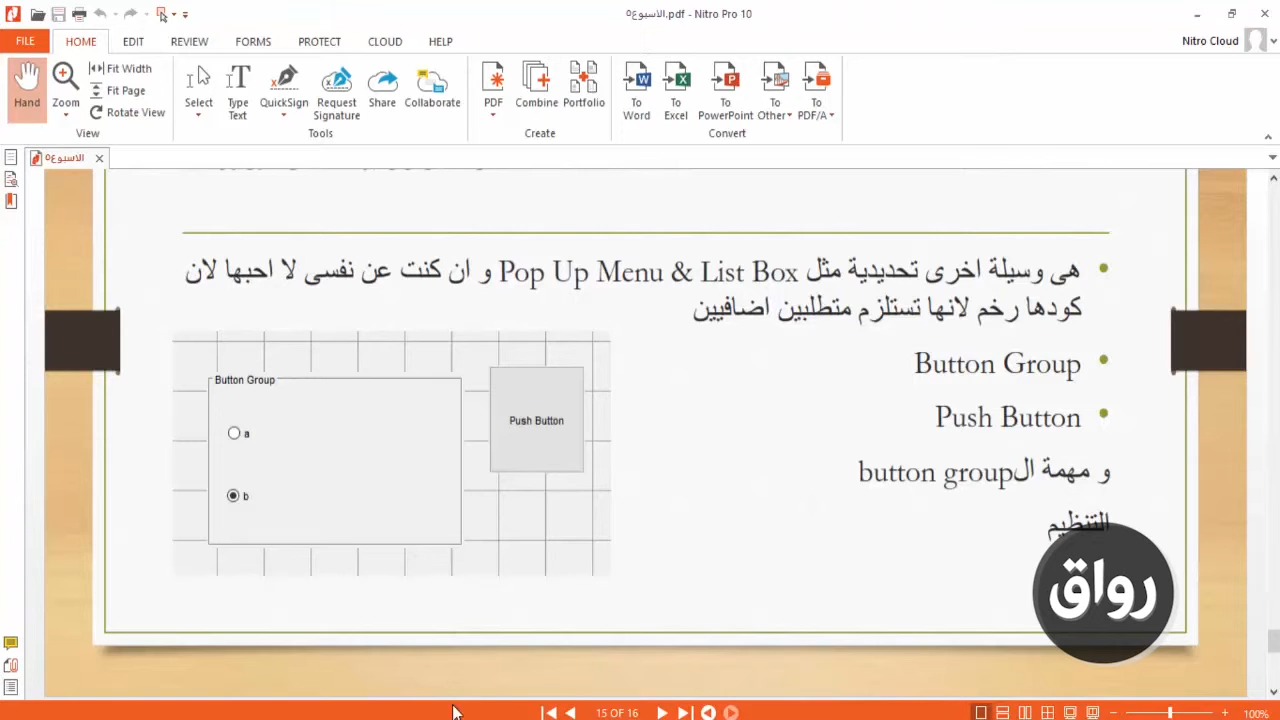 الاسبوع٥.pdf - Nitro Pro 10
FILE
HOME
EDIT
REVIEW
FORMS
PROTECT
CLOUD
HELP
Nitro Cloud
Hand
Zoom
Fit Width
Fit Page
Rotate View
View
Select
Type Text
QuickSign
Request Signature
Share
Collaborate
Tools
PDF
Combine
Portfolio
Create
To Word
To Excel
To PowerPoint
To Other
To PDF/A
Convert
الاسبوع٥
هى وسيلة اخرى تحديدية مثل Pop Up Menu & List Box و ان كنت عن نفسى لا احبها لان
كودها رخم لانها تستلزم متطلبين اضافيين
Button Group
Push Button
و مهمة الbutton group
التنظيم
Button Group
a
b
Push Button
رواق
15 OF 16
100%